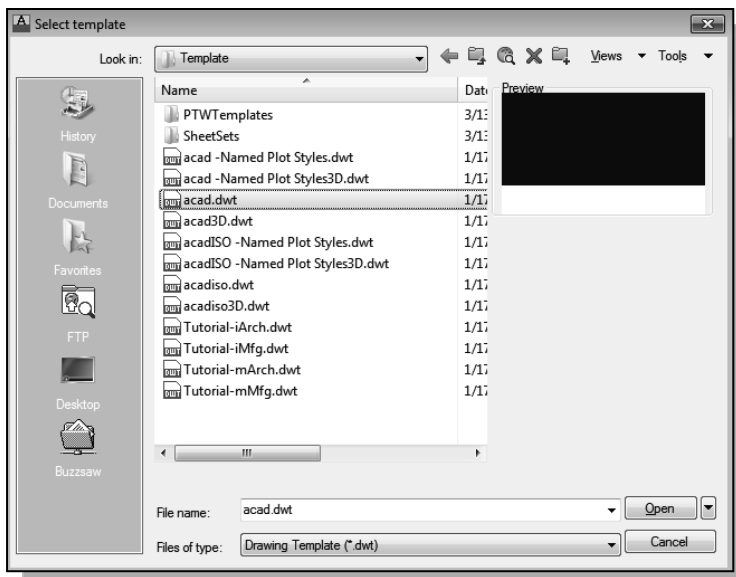 Select template
Look in: Template Views Tools
Name Date Preview
PTWTemplates 3/13
SheetSets 3/13
acad -Named Plot Styles.dwt 1/17
acad -Named Plot Styles3D.dwt 1/17
acad.dwt 1/17
acad3D.dwt 1/17
acadISO -Named Plot Styles.dwt 1/17
acadISO -Named Plot Styles3D.dwt 1/17
acadiso.dwt 1/17
acadiso3D.dwt 1/17
Tutorial-iArch.dwt 1/17
Tutorial-iMfg.dwt 1/17
Tutorial-mArch.dwt 1/17
Tutorial-mMfg.dwt 1/17
History
Documents
Favorites
FTP
Desktop
Buzzsaw
File name: acad.dwt Open
Files of type: Drawing Template (*.dwt) Cancel